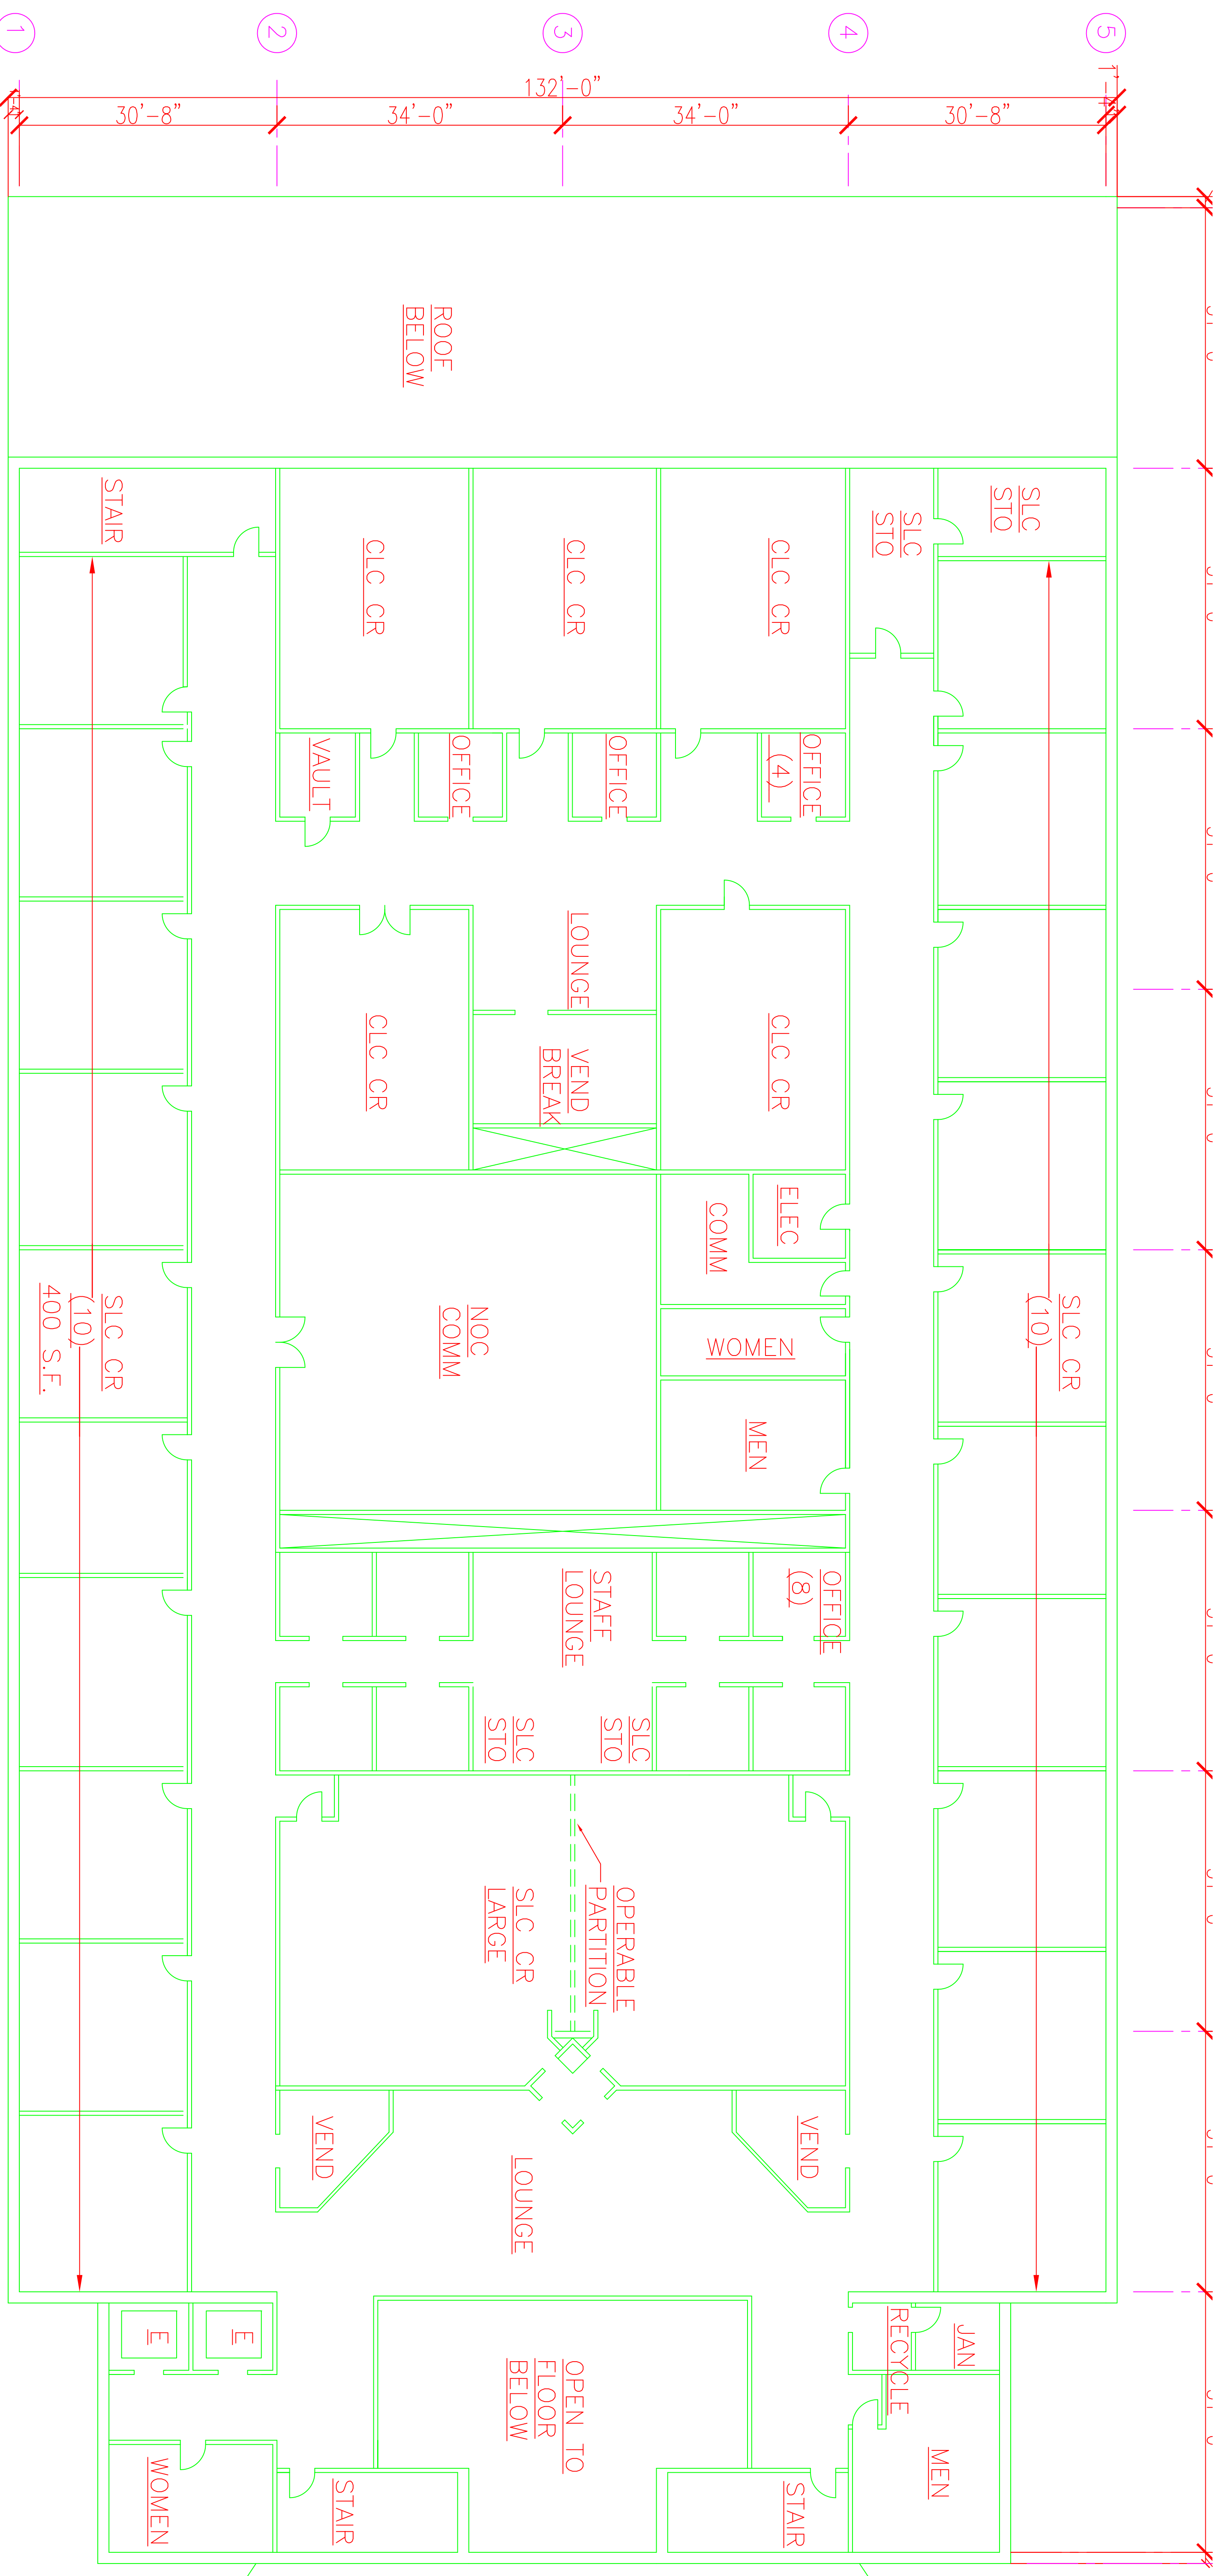 1
2
3
4
5
132'-0"
30'-8"
34'-0"
34'-0"
30'-8"
ROOF
BELOW
STAIR
CLC CR
CLC CR
CLC CR
SLC
STO
SLC
STO
VAULT
OFFICE
OFFICE
OFFICE
(4)
LOUNGE
VEND
BREAK
CLC CR
CLC CR
ELEC
COMM
WOMEN
MEN
NOC
COMM
SLC CR
(10)
400 S.F.
SLC CR
(10)
STAFF
LOUNGE
OFFICE
(8)
SLC
STO
SLC
STO
OPERABLE
PARTITION
SLC CR
LARGE
VEND
VEND
LOUNGE
E
E
RECYCLE
JAN
OPEN TO
FLOOR
BELOW
MEN
WOMEN
STAIR
STAIR